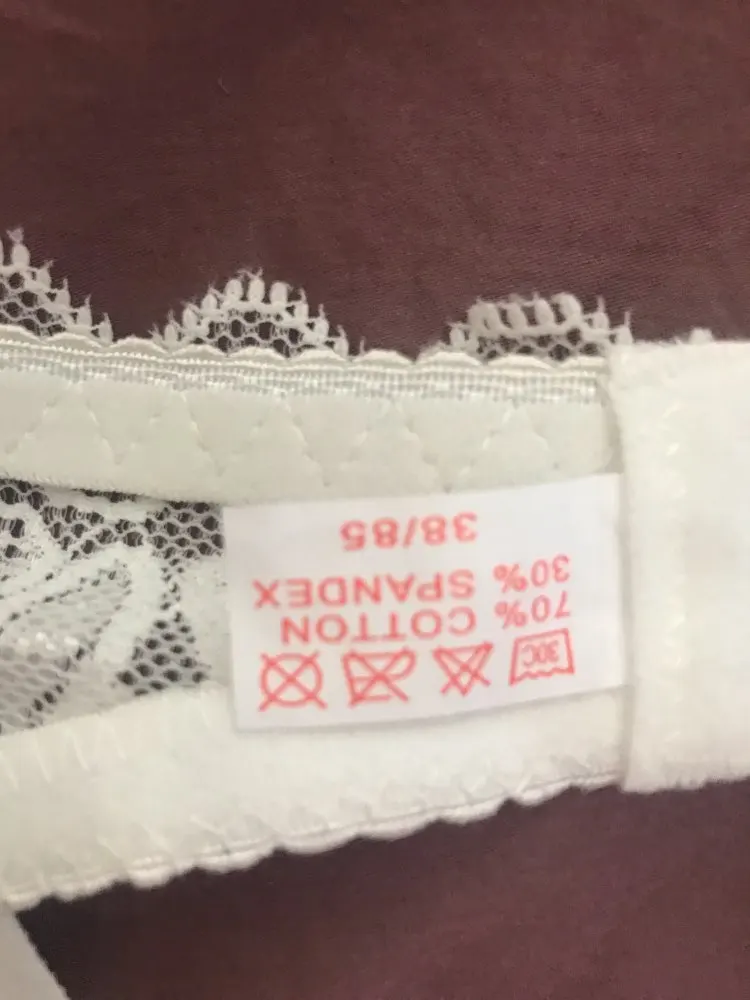 38/85
30% SPANDEX
70% COTTON
30C